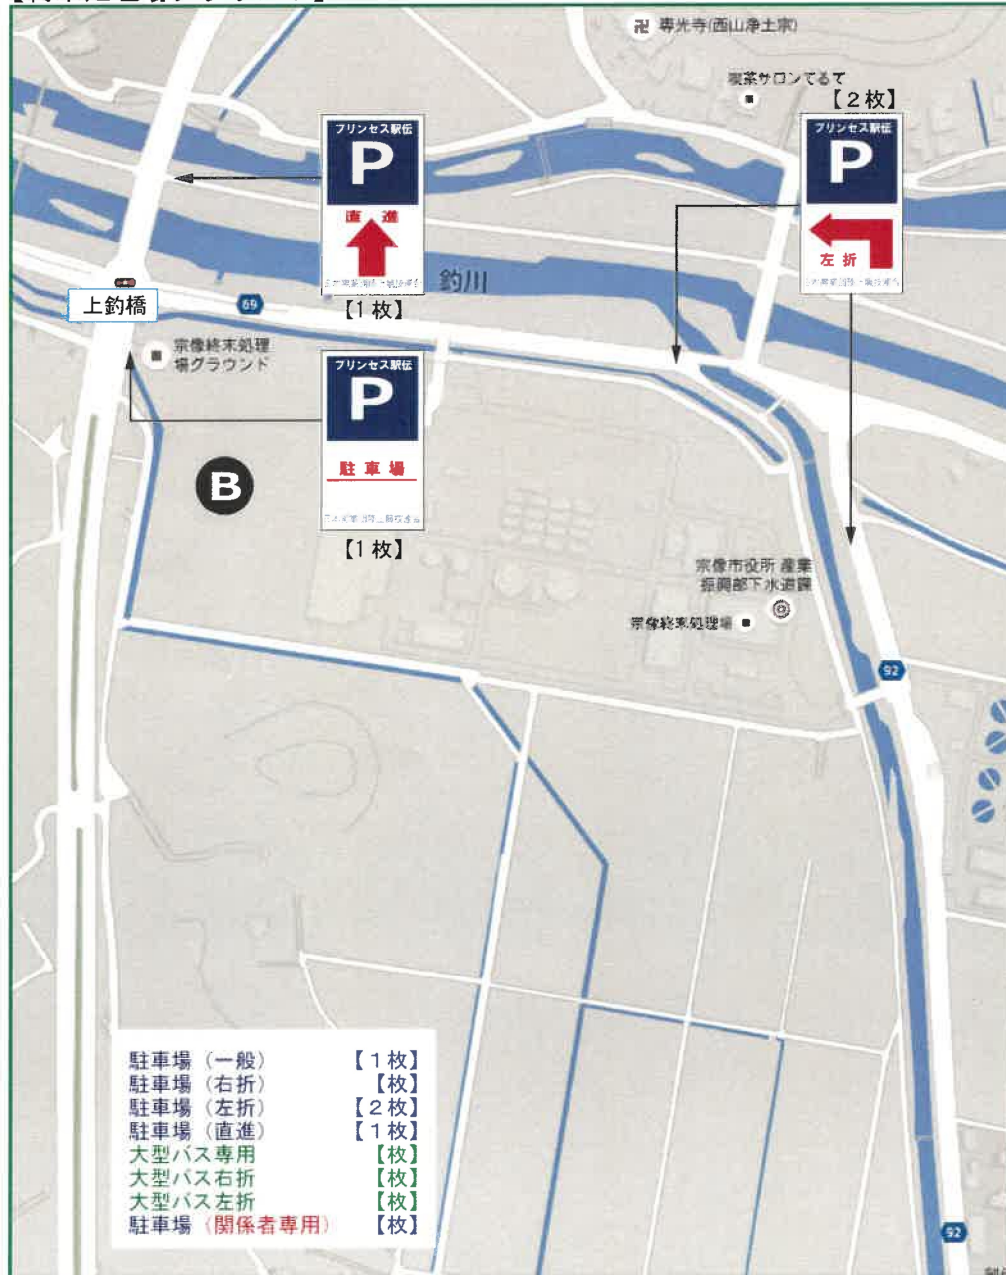 卍 専光寺(西山浄土宗)
喫茶サロンてるて
【2枚】
プリンセス駅伝
P
直進
【1枚】
プリンセス駅伝
P
左折
釣川
上釣橋
69
宗像終末処理
場グラウンド
プリンセス駅伝
P
駐車場
【1枚】
B
宗像市役所 産業
振興部下水道課
宗像終末処理場
92
駐車場（一般）【1枚】
駐車場（右折）【枚】
駐車場（左折）【2枚】
駐車場（直進）【1枚】
大型バス専用【枚】
大型バス右折【枚】
大型バス左折【枚】
駐車場（関係者専用）【枚】
92